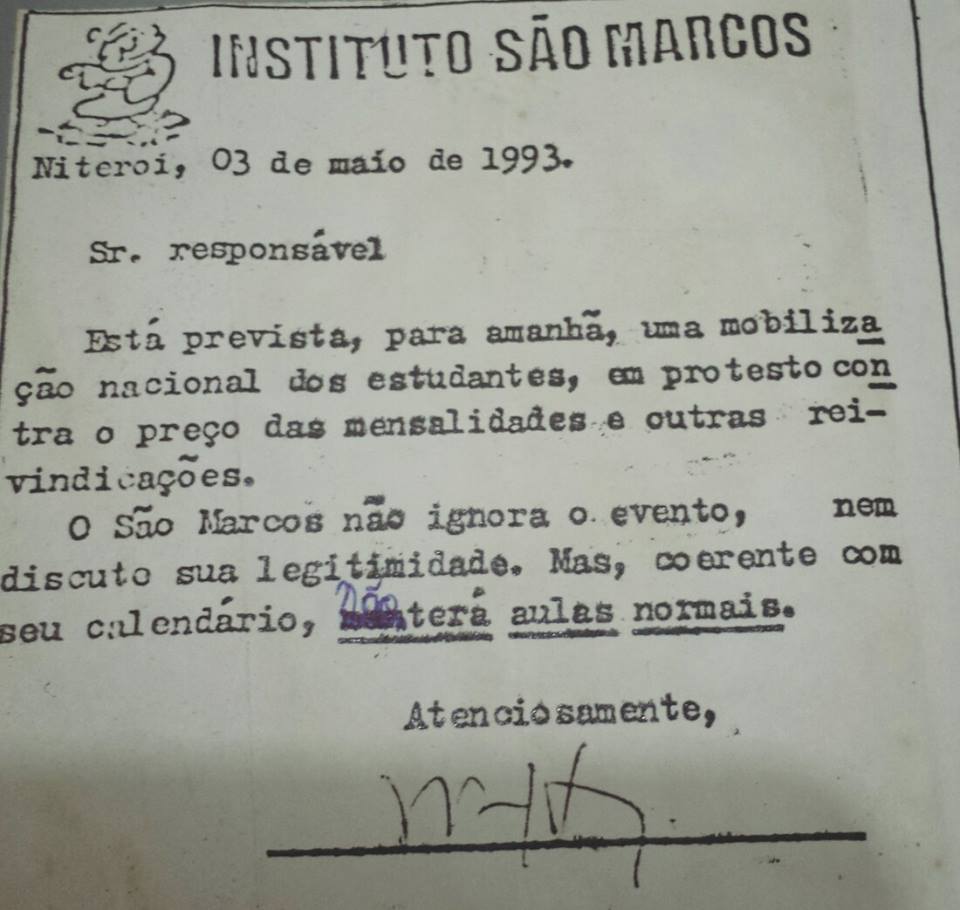 INSTITUTO SÃO MARCOS
Niteroi, 03 de maio de 1993.
Sr. responsável
Está prevista, para amanhã, uma mobiliza
ção nacional dos estudantes, em protesto con
tra o preço das mensalidades e outras rei-
vindicações.
O São Marcos não ignora o evento, nem
discute sua legitimidade. Mas, coerente com
seu calendário, não terá aulas normais.
Atenciosamente,